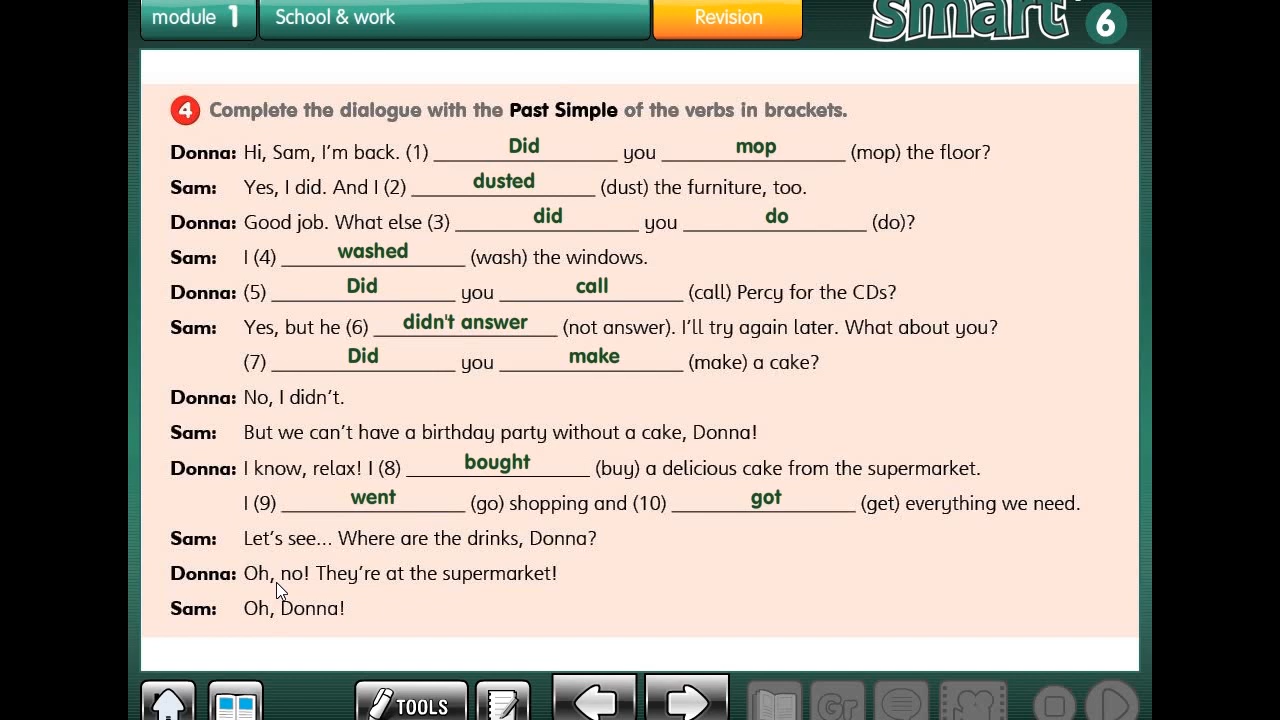 module 1 School & work Revision smart 6
4 Complete the dialogue with the Past Simple of the verbs in brackets.
Donna: Hi, Sam, I'm back. (1) Did you mop (mop) the floor?
Sam: Yes, I did. And I (2) dusted (dust) the furniture, too.
Donna: Good job. What else (3) did you do (do)?
Sam: I (4) washed (wash) the windows.
Donna: (5) Did you call (call) Percy for the CDs?
Sam: Yes, but he (6) didn't answer (not answer). I'll try again later. What about you?
(7) Did you make (make) a cake?
Donna: No, I didn't.
Sam: But we can't have a birthday party without a cake, Donna!
Donna: I know, relax! I (8) bought (buy) a delicious cake from the supermarket.
I (9) went (go) shopping and (10) got (get) everything we need.
Sam: Let's see... Where are the drinks, Donna?
Donna: Oh, no! They're at the supermarket!
Sam: Oh, Donna!
TOOLS Gr